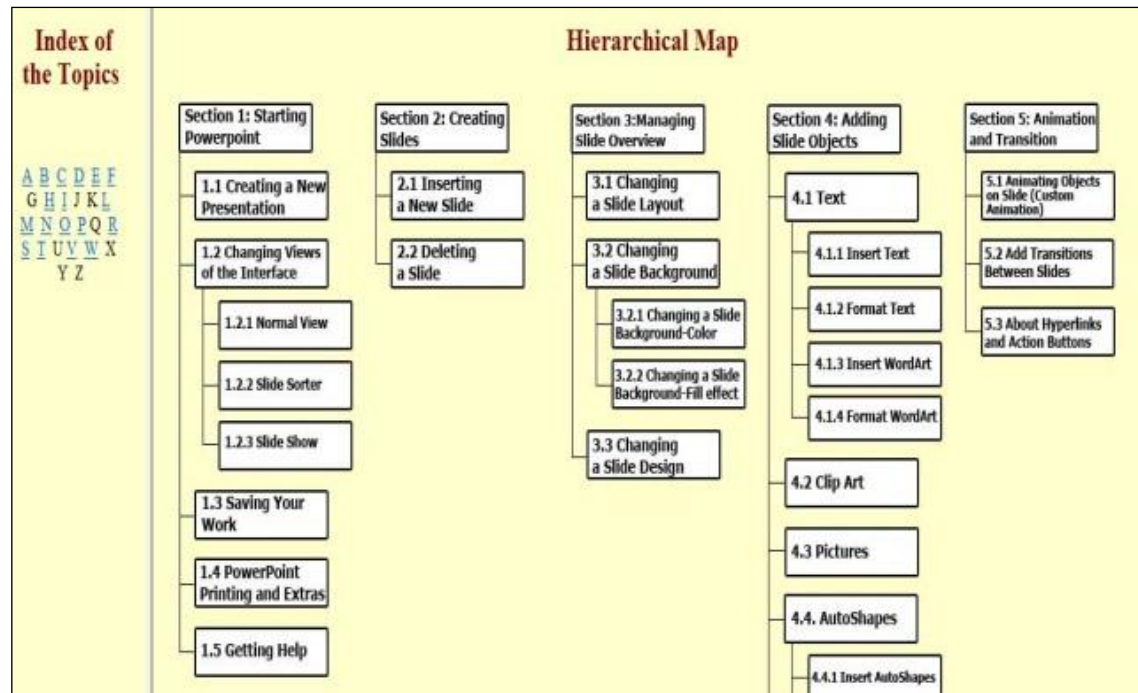 Index of
the Topics
A B C D E F
G H I J K L
M N O P Q R
S T U V W X
Y Z
Hierarchical Map
Section 1: Starting
Powerpoint
1.1 Creating a New
Presentation
1.2 Changing Views
of the Interface
1.2.1 Normal View
1.2.2 Slide Sorter
1.2.3 Slide Show
1.3 Saving Your
Work
1.4 PowerPoint
Printing and Extras
1.5 Getting Help
Section 2: Creating
Slides
2.1 Inserting
a New Slide
2.2 Deleting
a Slide
Section 3:Managing
Slide Overview
3.1 Changing
a Slide Layout
3.2 Changing
a Slide Background
3.2.1 Changing a Slide
Background-Color
3.2.2 Changing a Slide
Background-Fill effect
3.3 Changing
a Slide Design
Section 4: Adding
Slide Objects
4.1 Text
4.1.1 Insert Text
4.1.2 Format Text
4.1.3 Insert WordArt
4.1.4 Format WordArt
4.2 Clip Art
4.3 Pictures
4.4. AutoShapes
4.4.1 Insert AutoShapes
Section 5: Animation
and Transition
5.1 Animating Objects
on Slide (Custom
Animation)
5.2 Add Transitions
Between Slides
5.3 About Hyperlinks
and Action Buttons